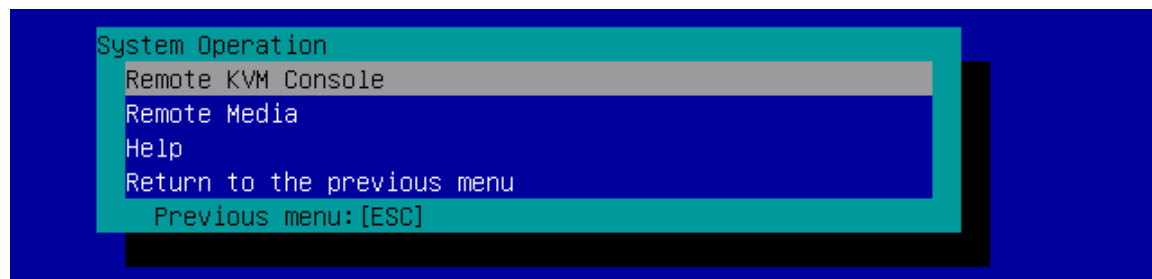 System Operation
Remote KVM Console
Remote Media
Help
Return to the previous menu
Previous menu:[ESC]